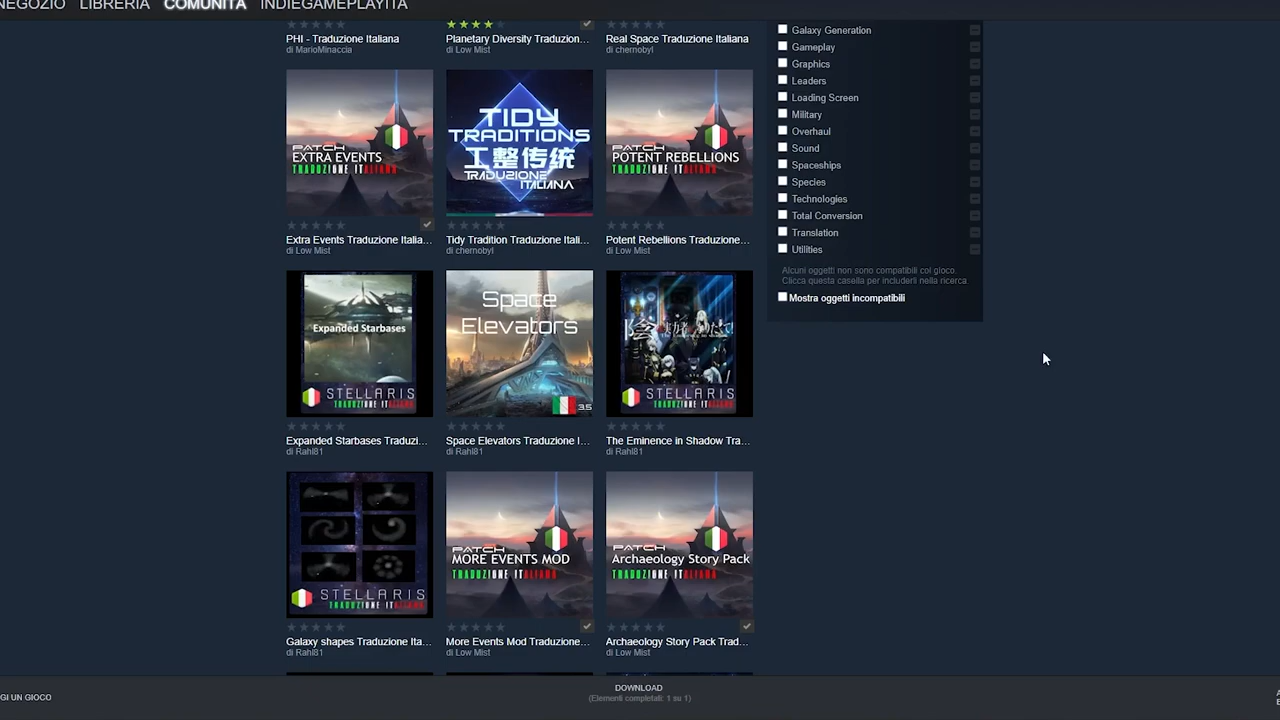 NEGOZIO LIBRERIA COMUNITÀ INDIEGAMEPLAYITA
PHI - Traduzione Italiana
di MarioMinaccia
Planetary Diversity Traduzion...
di Low Mist
Real Space Traduzione Italiana
di chernobyl
PATCH
EXTRA EVENTS
TRADUZIONE ITALIANA
TIDY
TRADITIONS
工整传统
TRADUZIONE
ITALIANA
PATCH
POTENT REBELLIONS
TRADUZIONE ITALIANA
Extra Events Traduzione Italia...
di Low Mist
Tidy Tradition Traduzione Itali...
di chernobyl
Potent Rebellions Traduzione...
di Low Mist
Expanded Starbases
STELLARIS
TRADUZIONE ITALIANA
Space
Elevators
3.5
STELLARIS
TRADUZIONE ITALIANA
Expanded Starbases Traduzi...
di Rahl81
Space Elevators Traduzione I...
di Rahl81
The Eminence in Shadow Tra...
di Rahl81
STELLARIS
TRADUZIONE ITALIANA
PATCH
MORE EVENTS MOD
TRADUZIONE ITALIANA
PATCH
Archaeology Story Pack
TRADUZIONE ITALIANA
Galaxy shapes Traduzione Ita...
di Rahl81
More Events Mod Traduzione...
di Low Mist
Archaeology Story Pack Trad...
di Low Mist
Galaxy Generation
Gameplay
Graphics
Leaders
Loading Screen
Military
Overhaul
Sound
Spaceships
Species
Technologies
Total Conversion
Translation
Utilities
Alcuni oggetti non sono compatibili col gioco.
Clicca questa casella per includerli nella ricerca
Mostra oggetti incompatibili
GI UN GIOCO
DOWNLOAD
(Elementi completati: 1 su 1)